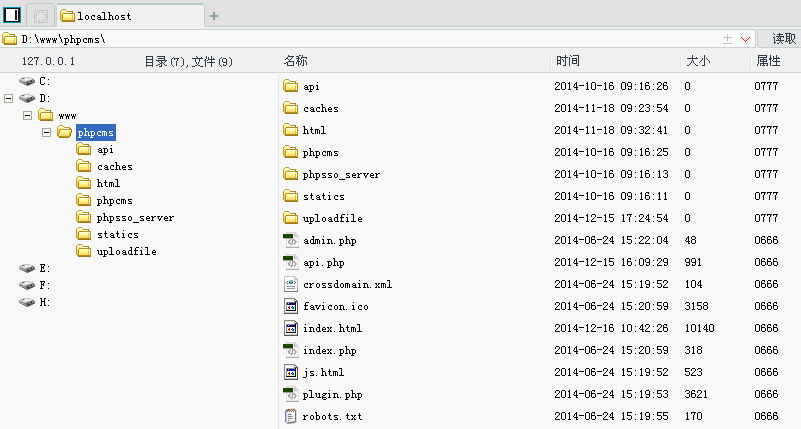 localhost
D:\www\phpcms\ 读取
127.0.0.1 目录(7),文件(9) 名称 时间 大小 属性
C:
D:
www
phpcms
api
caches
html
phpcms
phpsso_server
statics
uploadfile
E:
F:
H:
api 2014-10-16 09:16:26 0 0777
caches 2014-11-18 09:23:54 0 0777
html 2014-11-18 09:32:41 0 0777
phpcms 2014-10-16 09:16:25 0 0777
phpsso_server 2014-10-16 09:16:13 0 0777
statics 2014-10-16 09:16:11 0 0777
uploadfile 2014-12-15 17:24:54 0 0777
admin.php 2014-06-24 15:22:04 48 0666
api.php 2014-12-15 16:09:29 991 0666
crossdomain.xml 2014-06-24 15:19:52 104 0666
favicon.ico 2014-06-24 15:20:59 3158 0666
index.html 2014-12-16 10:42:26 10140 0666
index.php 2014-06-24 15:20:59 318 0666
js.html 2014-06-24 15:19:52 523 0666
plugin.php 2014-06-24 15:19:53 3621 0666
robots.txt 2014-06-24 15:19:55 170 0666